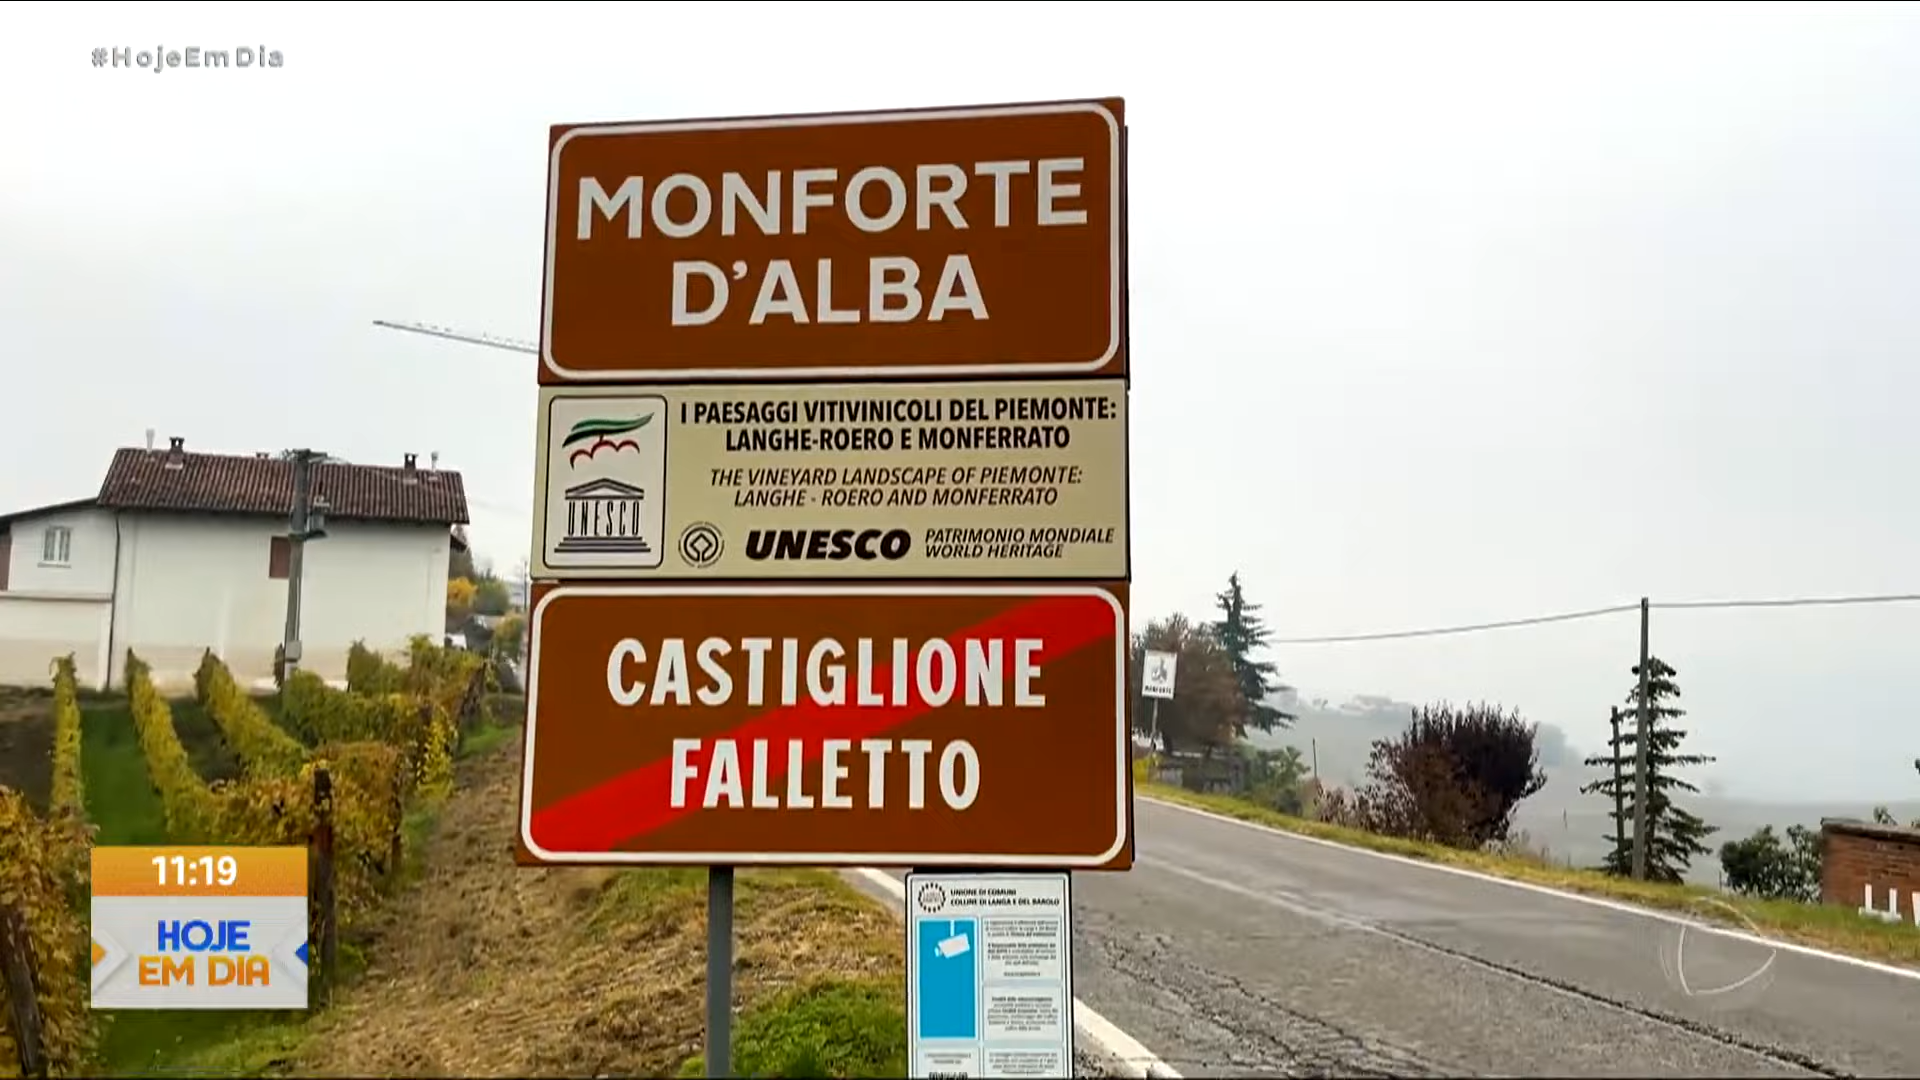 #HojeEmDia
MONFORTE
D'ALBA
I PAESAGGI VITIVINICOLI DEL PIEMONTE:
LANGHE-ROERO E MONFERRATO
THE VINEYARD LANDSCAPE OF PIEMONTE:
LANGHE - ROERO AND MONFERRATO
UNESCO
UNESCO
PATRIMONIO MONDIALE
WORLD HERITAGE
CASTIGLIONE
FALLETTO
MONFORTE
UNIONE DI COMUNI
COLLINE DI LANGA E DEL BAROLO
11:19
HOJE
EM DIA